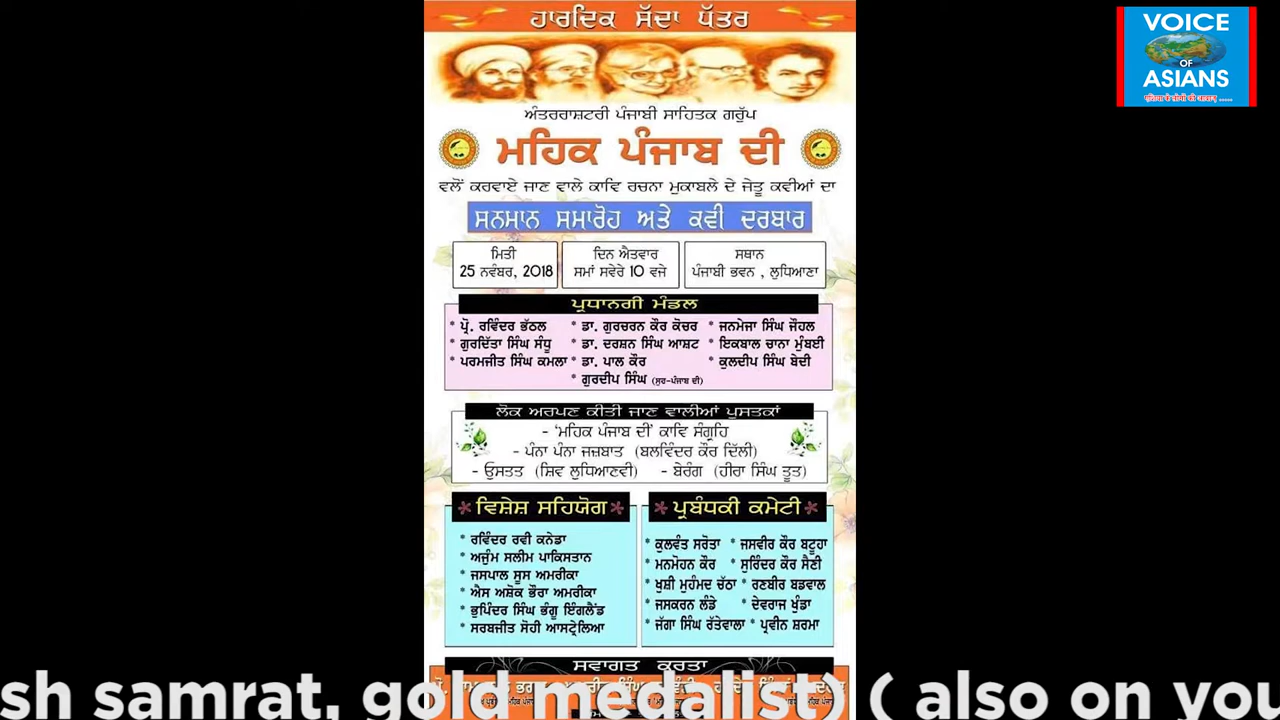 ਹਾਰਦਿਕ ਸੱਦਾ ਪੱਤਰ
VOICE
OF
ASIANS
एशिया के लोगों की आवाज़ .....
ਅੰਤਰਰਾਸ਼ਟਰੀ ਪੰਜਾਬੀ ਸਾਹਿਤਕ ਗਰੁੱਪ
ਮਹਿਕ ਪੰਜਾਬ ਦੀ
ਵਲੋਂ ਕਰਵਾਏ ਜਾਣ ਵਾਲੇ ਕਾਵਿ ਰਚਨਾ ਮੁਕਾਬਲੇ ਦੇ ਜੇਤੂ ਕਵੀਆਂ ਦਾ
ਸਨਮਾਨ ਸਮਾਰੋਹ ਅਤੇ ਕਵੀ ਦਰਬਾਰ
ਮਿਤੀ
25 ਨਵੰਬਰ, 2018
ਦਿਨ ਐਤਵਾਰ
ਸਮਾਂ ਸਵੇਰੇ 10 ਵਜੇ
ਸਥਾਨ
ਪੰਜਾਬੀ ਭਵਨ , ਲੁਧਿਆਣਾ
ਪ੍ਰਧਾਨਗੀ ਮੰਡਲ
* ਪ੍ਰੋ. ਰਵਿੰਦਰ ਭੱਠਲ * ਡਾ. ਗੁਰਚਰਨ ਕੌਰ ਕੋਚਰ * ਜਨਮੇਜਾ ਸਿੰਘ ਜੌਹਲ
* ਗੁਰਦਿੱਤਾ ਸਿੰਘ ਸੰਧੂ * ਡਾ. ਦਰਸ਼ਨ ਸਿੰਘ ਆਸ਼ਟ * ਇਕਬਾਲ ਚਾਨਾ ਮੁੰਬਈ
* ਪਰਮਜੀਤ ਸਿੰਘ ਕਮਲਾ * ਡਾ. ਪਾਲ ਕੌਰ * ਕੁਲਦੀਪ ਸਿੰਘ ਬੇਦੀ
* ਗੁਰਦੀਪ ਸਿੰਘ (ਸੁਰ-ਪੰਜਾਬ ਦੀ)
ਲੋਕ ਅਰਪਣ ਕੀਤੀ ਜਾਣ ਵਾਲੀਆਂ ਪੁਸਤਕਾਂ
- 'ਮਹਿਕ ਪੰਜਾਬ ਦੀ' ਕਾਵਿ ਸੰਗ੍ਰਹਿ
- ਪੰਨਾ ਪੰਨਾ ਜਜ਼ਬਾਤ (ਬਲਵਿੰਦਰ ਕੌਰ ਦਿੱਲੀ)
- ਓੁਸਤਤ (ਸ਼ਿਵ ਲੁਧਿਆਣਵੀ) - ਬੇਰੰਗ (ਹੀਰਾ ਸਿੰਘ ਤੂਤ)
* ਵਿਸ਼ੇਸ਼ ਸਹਿਯੋਗ *
* ਰਵਿੰਦਰ ਰਵੀ ਕਨੇਡਾ
* ਅਜੁੰਮ ਸਲੀਮ ਪਾਕਿਸਤਾਨ
* ਜਸਪਾਲ ਸੂਸ ਅਮਰੀਕਾ
* ਐਸ ਅਸ਼ੋਕ ਭੌਰਾ ਅਮਰੀਕਾ
* ਭੁਪਿੰਦਰ ਸਿੰਘ ਭੰਗੂ ਇੰਗਲੈਂਡ
* ਸਰਬਜੀਤ ਸੋਹੀ ਆਸਟ੍ਰੇਲਿਆ
* ਪ੍ਰਬੰਧਕੀ ਕਮੇਟੀ *
* ਕੁਲਵੰਤ ਸਰੋਤਾ * ਜਸਵੀਰ ਕੌਰ ਬਟੂਹਾ
* ਮਨਮੋਹਨ ਕੌਰ * ਸੁਰਿੰਦਰ ਕੌਰ ਸੈਣੀ
* ਖੁਸ਼ੀ ਮੁਹੰਮਦ ਚੱਠਾ * ਰਣਬੀਰ ਬਡਵਾਲ
* ਜਸਕਰਨ ਲੰਡੇ * ਦੇਵਰਾਜ ਖੁੰਡਾ
* ਜੱਗਾ ਸਿੰਘ ਰੱਤੇਵਾਲਾ * ਪ੍ਰਵੀਨ ਸ਼ਰਮਾ
ਸਵਾਗਤ ਕਰਤਾ
sh samrat, gold medalist) ( also on you